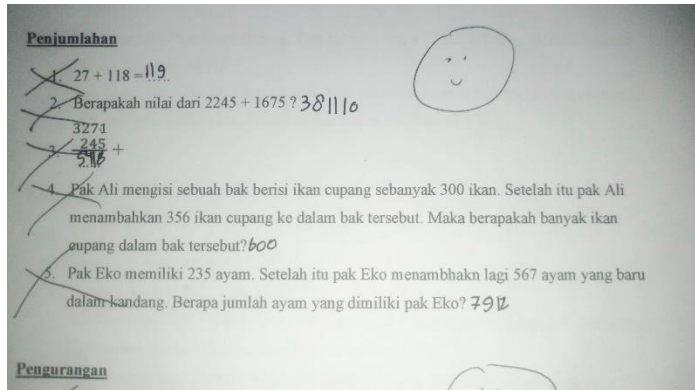 Penjumlahan
1. 27 + 118 = 119
2. Berapakah nilai dari 2245 + 1675 ? 381110
3271
3. 245 +
5916
4. Pak Ali mengisi sebuah bak berisi ikan cupang sebanyak 300 ikan. Setelah itu pak Ali
menambahkan 356 ikan cupang ke dalam bak tersebut. Maka berapakah banyak ikan
cupang dalam bak tersebut? 600
5. Pak Eko memiliki 235 ayam. Setelah itu pak Eko menambhakn lagi 567 ayam yang baru
dalam kandang. Berapa jumlah ayam yang dimiliki pak Eko? 7912
Pengurangan